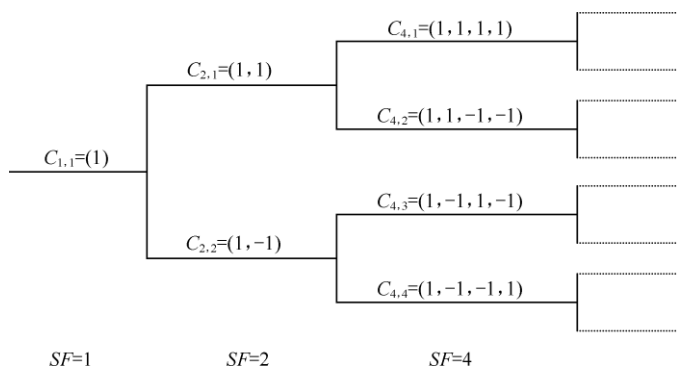 C4,1=(1,1,1,1)
C2,1=(1,1)
C4,2=(1,1,-1,-1)
C1,1=(1)
C4,3=(1,-1,1,-1)
C2,2=(1,-1)
C4,4=(1,-1,-1,1)
SF=1 SF=2 SF=4